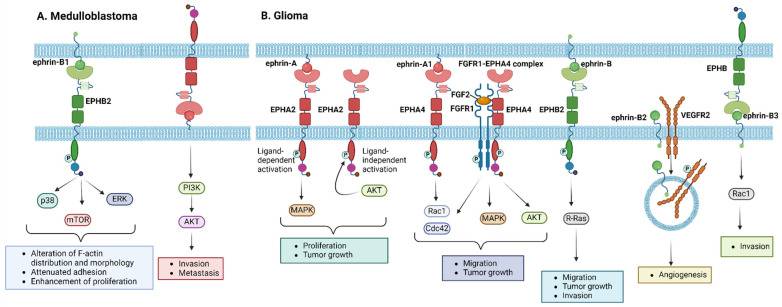 A. Medulloblastoma
ephrin-B1
EPHB2
P
p38
mTOR
ERK
• Alteration of F-actin
distribution and morphology
• Attenuated adhesion
• Enhancement of proliferation
PI3K
AKT
• Invasion
• Metastasis
B. Glioma
ephrin-A
EPHA2
EPHA2
Ligand-
dependent
activation
P
Ligand-
independent
activation
P
AKT
MAPK
• Proliferation
• Tumor growth
ephrin-A1
EPHA4
P
FGFR1-EPHA4 complex
FGF2
FGFR1
EPHA4
P
Rac1
Cdc42
MAPK
AKT
• Migration
• Tumor growth
ephrin-B
EPHB2
P
R-Ras
• Migration
• Tumor growth
• Invasion
ephrin-B2
VEGFR2
P
• Angiogenesis
EPHB
ephrin-B3
P
Rac1
• Invasion